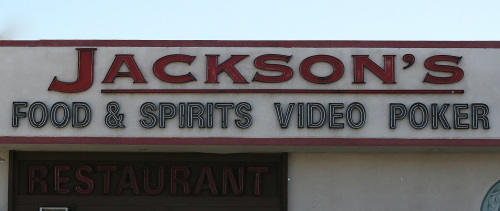 JACKSON'S
FOOD & SPIRITS VIDEO POKER
RESTAURANT